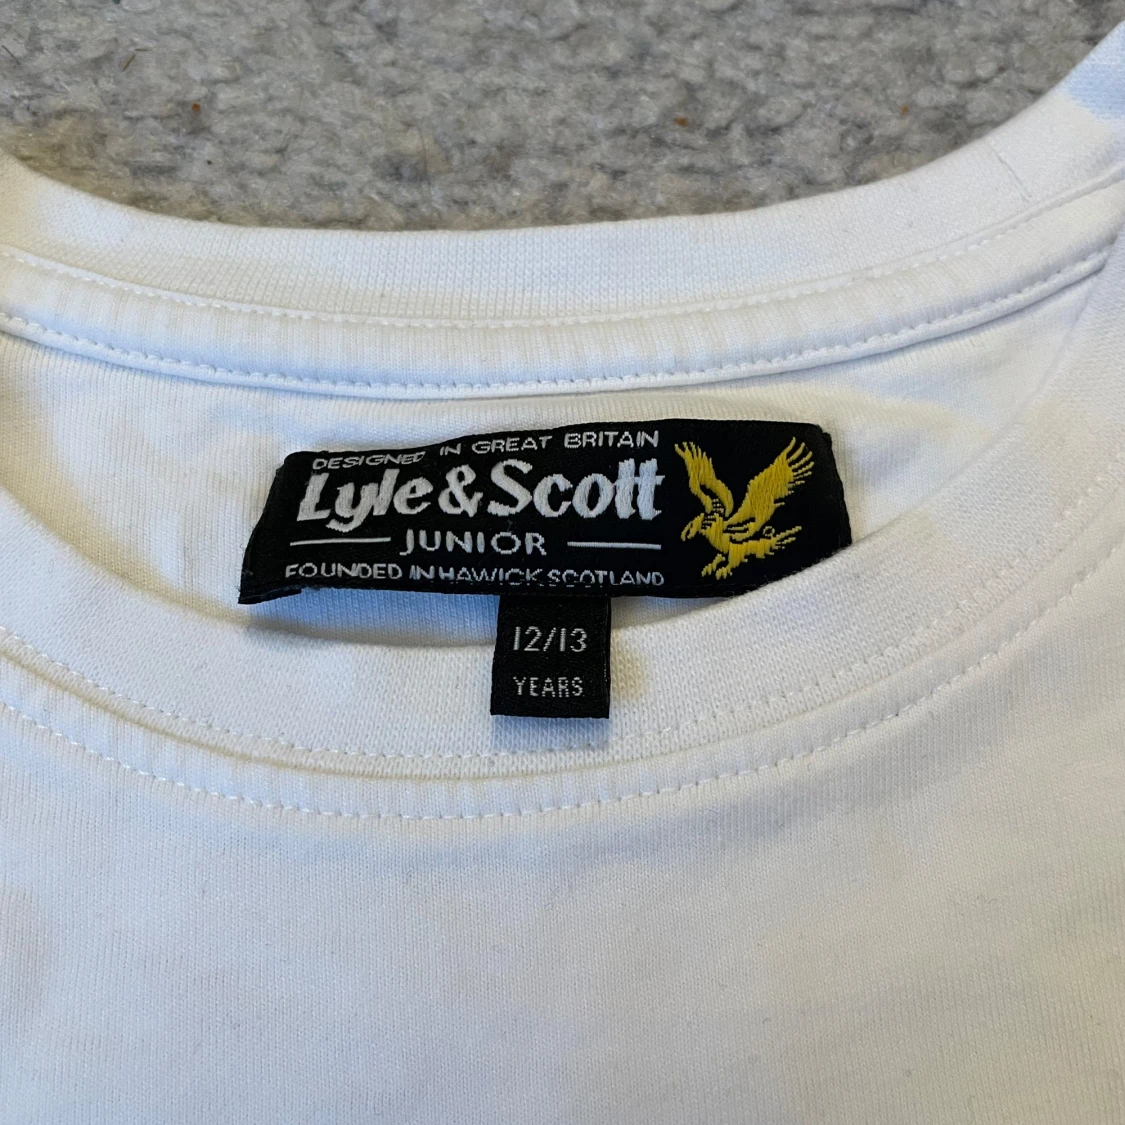 DESIGNED IN GREAT BRITAIN
Lyle & Scott
JUNIOR
FOUNDED IN HAWICK SCOTLAND
12/13
YEARS